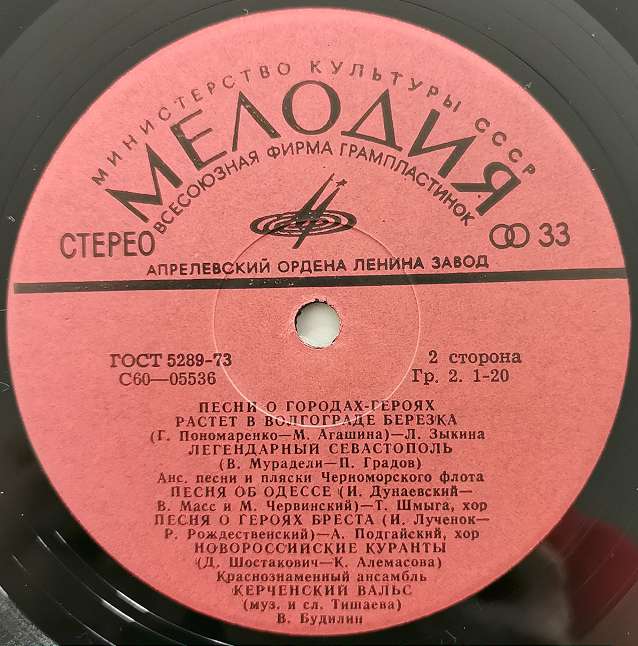 МИНИСТЕРСТВО КУЛЬТУРЫ СССР
МЕЛОДИЯ
ВСЕСОЮЗНАЯ ФИРМА ГРАМПЛАСТИНОК
СТЕРЕО
33
АПРЕЛЕВСКИЙ ОРДЕНА ЛЕНИНА ЗАВОД
ГОСТ 5289-73
2 сторона
С60—05536
Гр. 2. 1-20
ПЕСНИ О ГОРОДАХ-ГЕРОЯХ
РАСТЕТ В ВОЛГОГРАДЕ БЕРЕЗКА
(Г. Пономаренко—М. Агашина)—Л. Зыкина
ЛЕГЕНДАРНЫЙ СЕВАСТОПОЛЬ
(В. Мурадели—П. Градов)
Анс. песни и пляски Черноморского флота
ПЕСНЯ ОБ ОДЕССЕ (И. Дунаевский—
В. Масс и М. Червинский)—Т. Шмыга, хор
ПЕСНЯ О ГЕРОЯХ БРЕСТА (И. Лученок—
Р. Рождественский)—А. Подгайский, хор
НОВОРОССИЙСКИЕ КУРАНТЫ
(Д. Шостакович—К. Алемасова)
Краснознаменный ансамбль
КЕРЧЕНСКИЙ ВАЛЬС
(муз. и сл. Тишаева)
В. Будилин